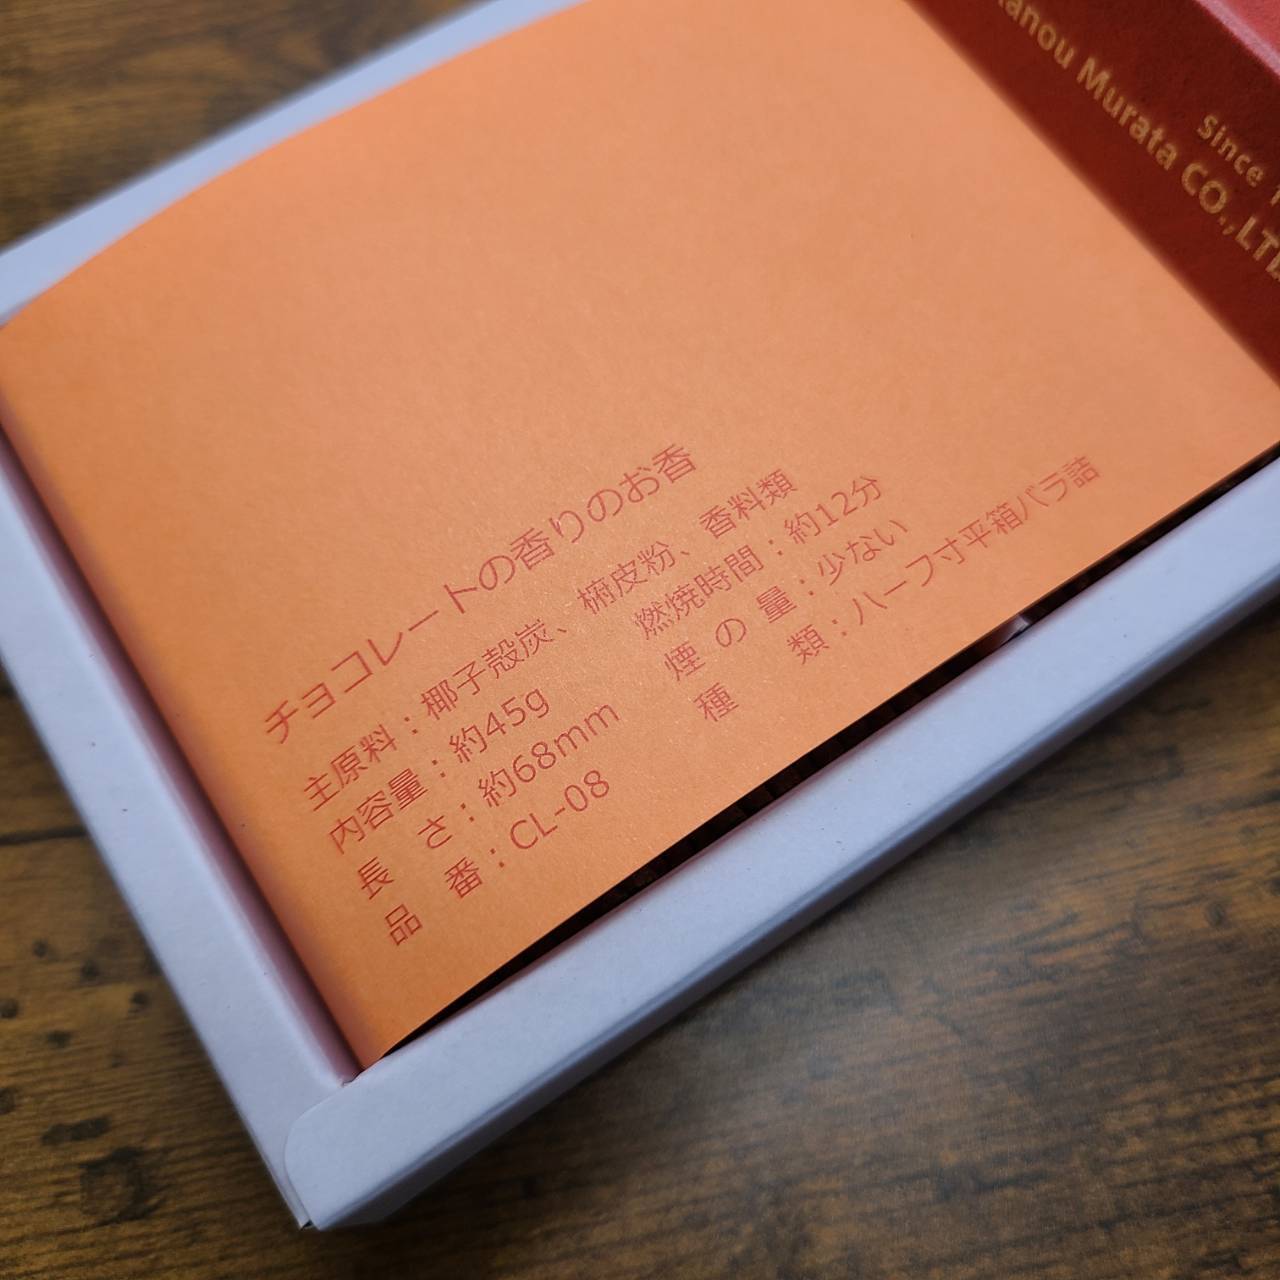 anou Murata CO.,LTD
Since
チョコレートの香りのお香
主原料：椰子殻炭、椨皮粉、香料類
内容量：約45g 燃焼時間：約12分
長さ：約68mm 煙の量：少ない
品番：CL-08 種類：ハーフ寸平箱バラ詰